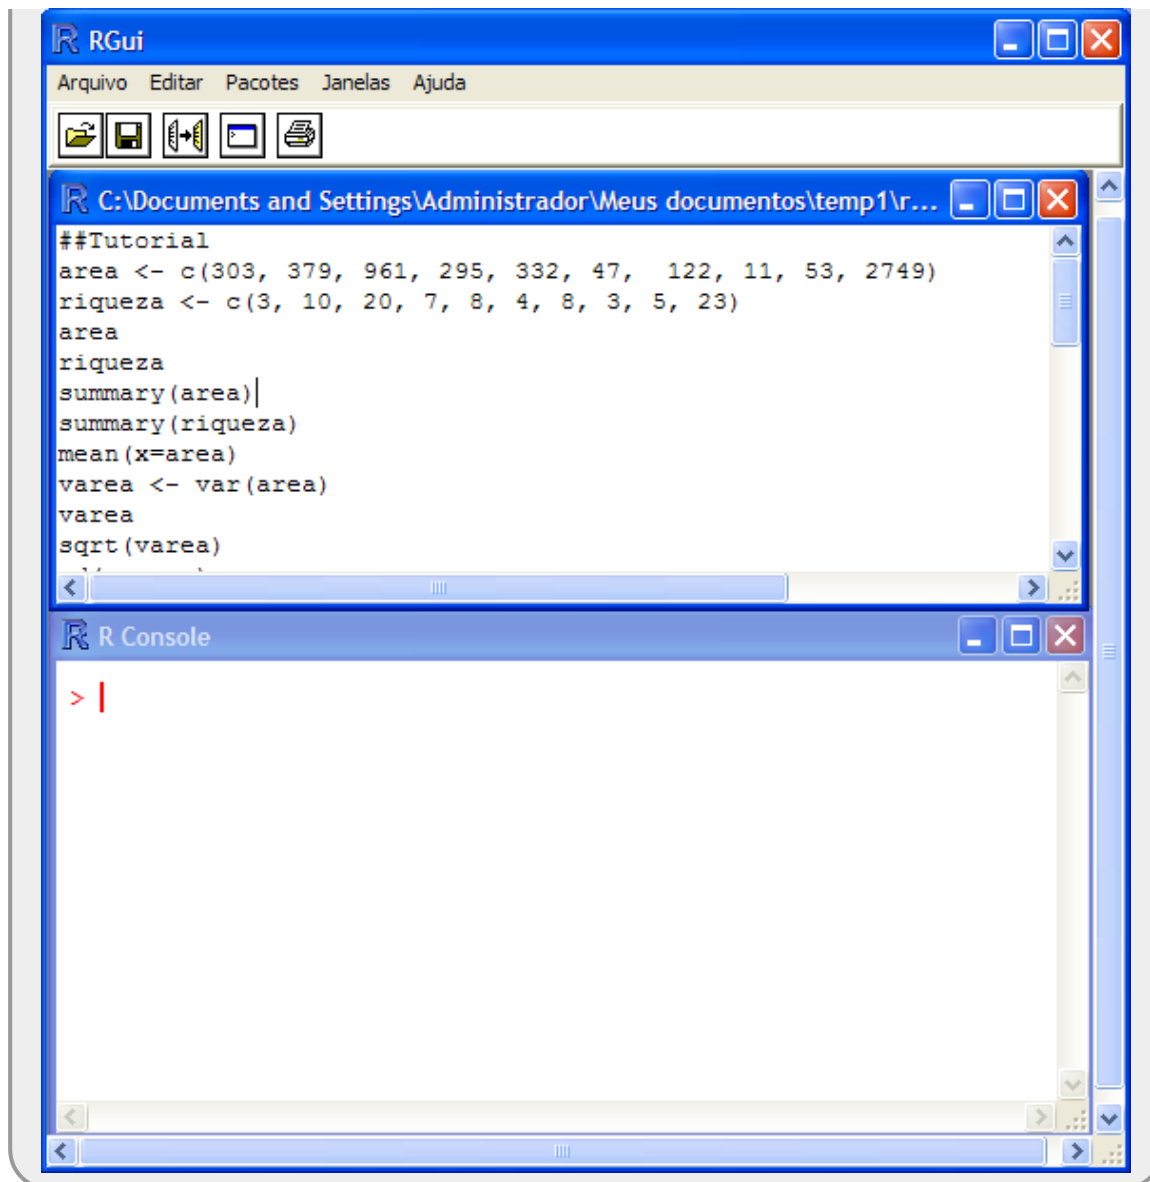 RGui
Arquivo Editar Pacotes Janelas Ajuda
C:\Documents and Settings\Administrador\Meus documentos\temp1\r...
##Tutorial
area <- c(303, 379, 961, 295, 332, 47,  122, 11, 53, 2749)
riqueza <- c(3, 10, 20, 7, 8, 4, 8, 3, 5, 23)
area
riqueza
summary(area)
summary(riqueza)
mean(x=area)
varea <- var(area)
varea
sqrt(varea)
R Console
>